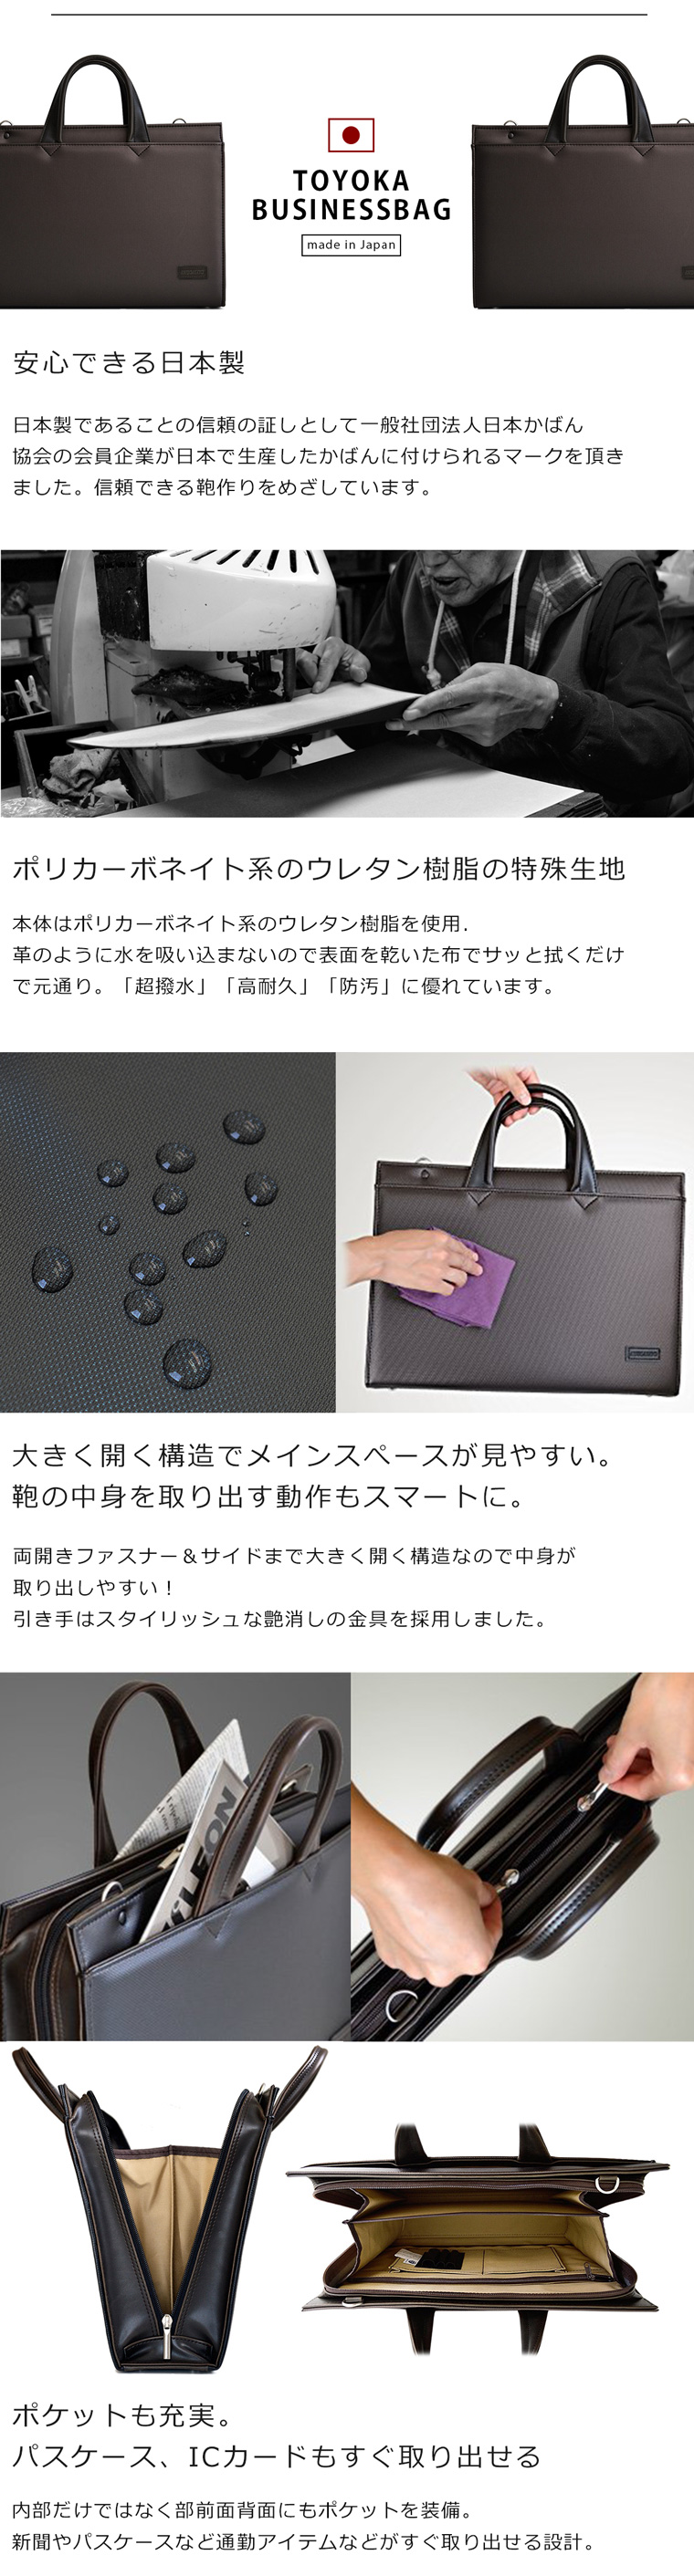 TOYOKA
BUSINESSBAG
made in Japan
安心できる日本製
日本製であることの信頼の証しとして一般社団法人日本かばん
協会の会員企業が日本で生産したかばんに付けられるマークを頂き
ました。信頼できる鞄作りをめざしています。
ポリカーボネイト系のウレタン樹脂の特殊生地
本体はポリカーボネイト系のウレタン樹脂を使用.
革のように水を吸い込まないので表面を乾いた布でサッと拭くだけ
で元通り。「超撥水」「高耐久」「防汚」に優れています。
大きく開く構造でメインスペースが見やすい。
鞄の中身を取り出す動作もスマートに。
両開きファスナー＆サイドまで大きく開く構造なので中身が
取り出しやすい！
引き手はスタイリッシュな艶消しの金具を採用しました。
ポケットも充実。
パスケース、ICカードもすぐ取り出せる
内部だけではなく部前面背面にもポケットを装備。
新聞やパスケースなど通勤アイテムなどがすぐ取り出せる設計。